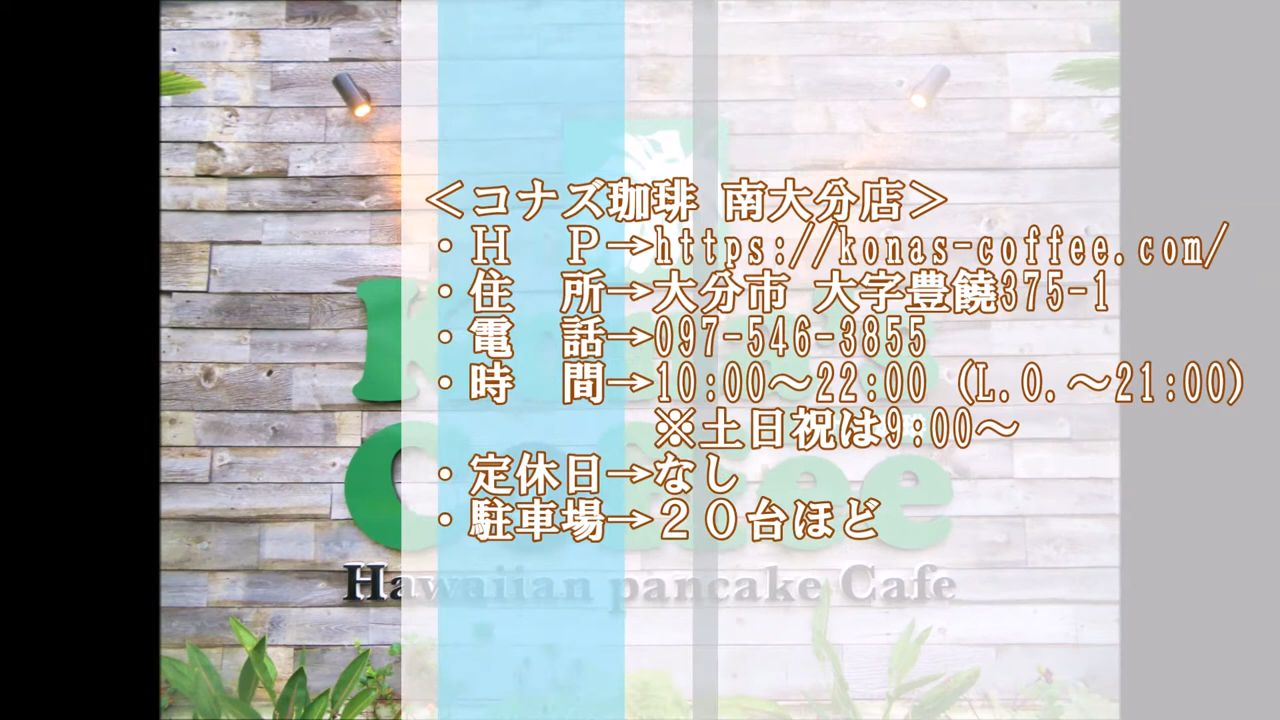 ＜コナズ珈琲 南大分店＞
・Ｈ　Ｐ→https://konas-coffee.com/
・住　所→大分市 大字豊饒375-1
・電　話→097-546-3855
・時　間→10:00～22:00 (L.O.～21:00)
※土日祝は9:00～
・定休日→なし
・駐車場→２０台ほど
Kona's
Coffee
Hawaiian pancake Cafe